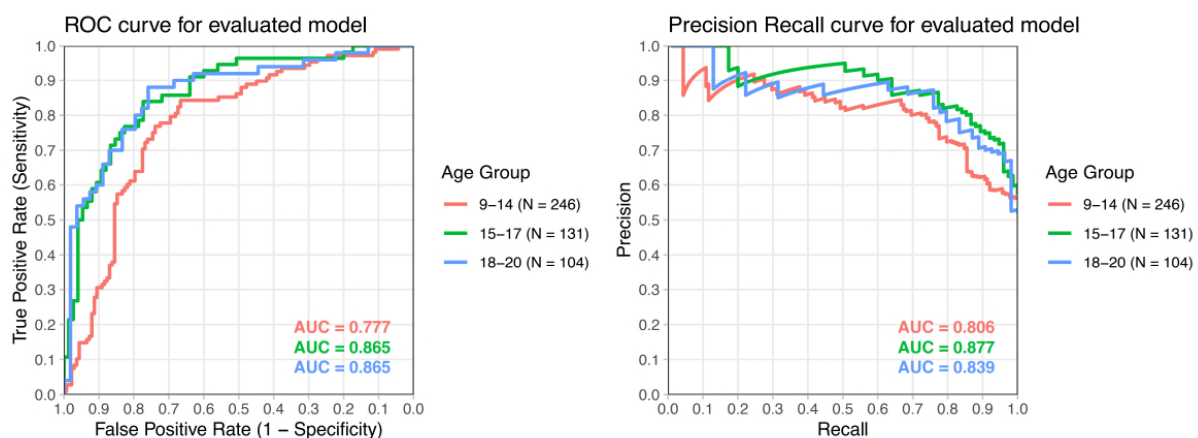 ROC curve for evaluated model
True Positive Rate (Sensitivity)
1.0
0.9
0.8
0.7
0.6
0.5
0.4
0.3
0.2
0.1
0.0
AUC = 0.777
AUC = 0.865
AUC = 0.865
1.0 0.9 0.8 0.7 0.6 0.5 0.4 0.3 0.2 0.1 0.0
False Positive Rate (1 − Specificity)
Age Group
9−14 (N = 246)
15−17 (N = 131)
18−20 (N = 104)
Precision Recall curve for evaluated model
Precision
1.0
0.9
0.8
0.7
0.6
0.5
0.4
0.3
0.2
0.1
0.0
AUC = 0.806
AUC = 0.877
AUC = 0.839
0.0 0.1 0.2 0.3 0.4 0.5 0.6 0.7 0.8 0.9 1.0
Recall
Age Group
9−14 (N = 246)
15−17 (N = 131)
18−20 (N = 104)